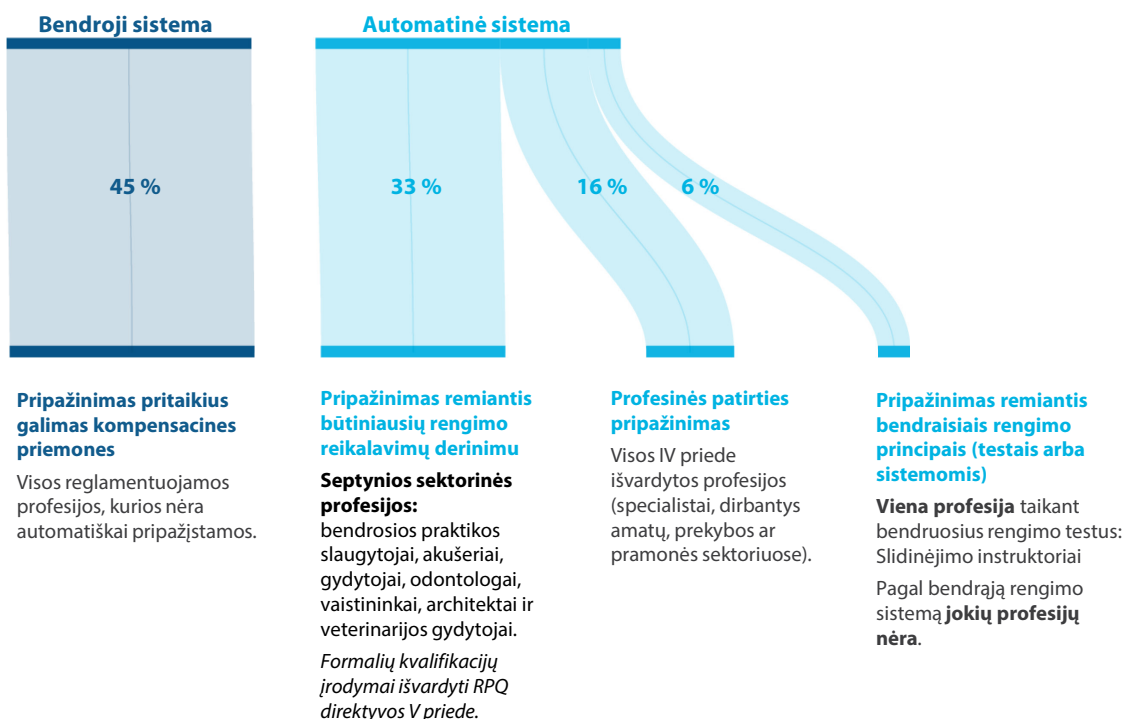 Bendroji sistema
Automatinė sistema
45 %
33 %
16 %
6 %
Pripažinimas pritaikius
galimas kompensacines
priemones
Visos reglamentuojamos
profesijos, kurios nėra
automatiškai pripažįstamos.
Pripažinimas remiantis
būtiniausių rengimo
reikalavimų derinimu
Septynios sektorinės
profesijos:
bendrosios praktikos
slaugytojai, akušeriai,
gydytojai, odontologai,
vaistininkai, architektai ir
veterinarijos gydytojai.
Formalių kvalifikacijų
įrodymai išvardyti RPQ
direktyvos V priede.
Profesinės patirties
pripažinimas
Visos IV priede
išvardytos profesijos
(specialistai, dirbantys
amatų, prekybos ar
pramonės sektoriuose).
Pripažinimas remiantis
bendraisiais rengimo
principais (testais arba
sistemomis)
Viena profesija taikant
bendruosius rengimo testus:
Slidinėjimo instruktoriai
Pagal bendrąją rengimo
sistemą jokių profesijų
nėra.